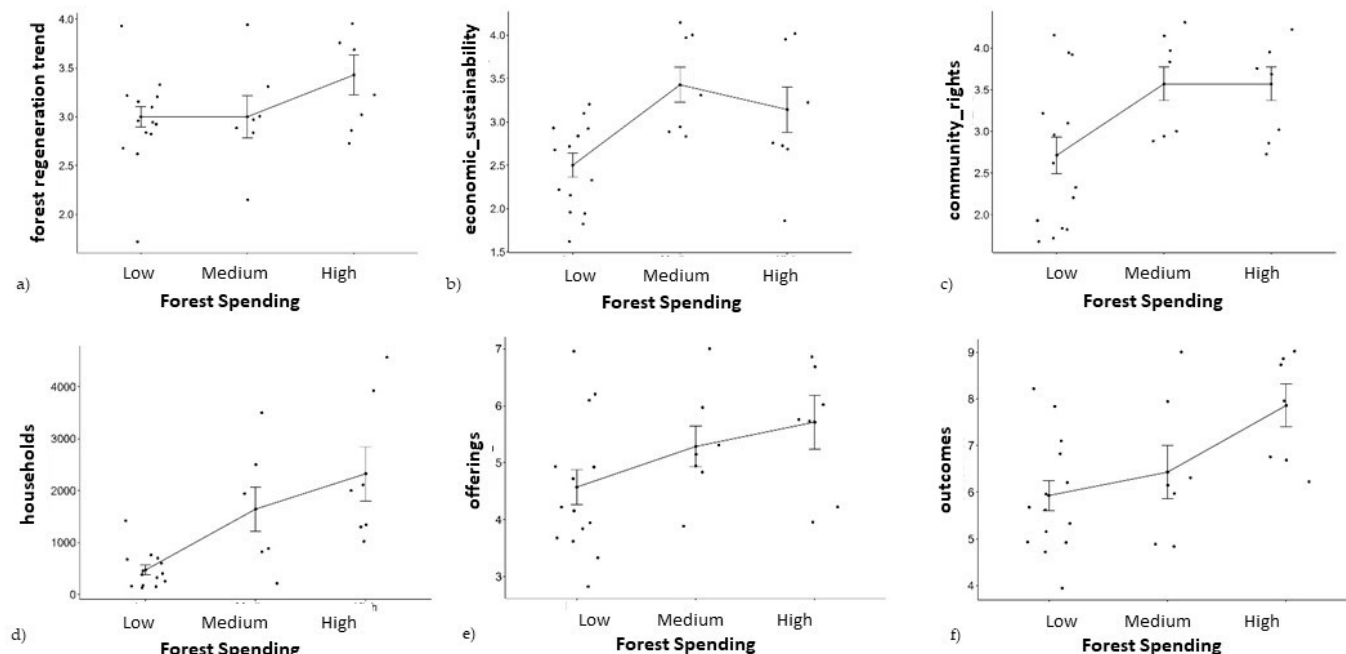 forest regeneration trend
4.0
3.5
3.0
2.5
2.0
Low Medium High
a)
Forest Spending
economic_sustainability
4.0
3.5
3.0
2.5
2.0
1.5
Low Medium High
b)
Forest Spending
community_rights
4.0
3.5
3.0
2.5
2.0
Low Medium High
c)
Forest Spending
households
4000
3000
2000
1000
0
Low Medium High
d)
Forest Spending
offerings
7
6
5
4
3
Low Medium High
e)
Forest Spending
outcomes
9
8
7
6
5
4
Low Medium High
f)
Forest Spending